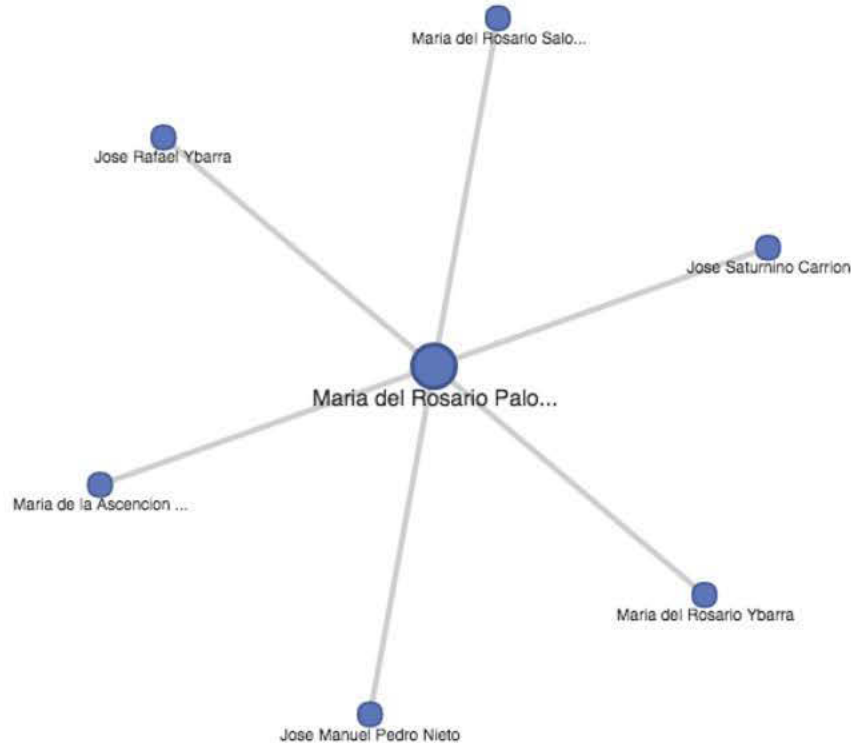 Maria del Rosario Salo...
Jose Rafael Ybarra
Jose Saturnino Carrion
Maria del Rosario Palo...
Maria de la Ascencion ...
Maria del Rosario Ybarra
Jose Manuel Pedro Nieto